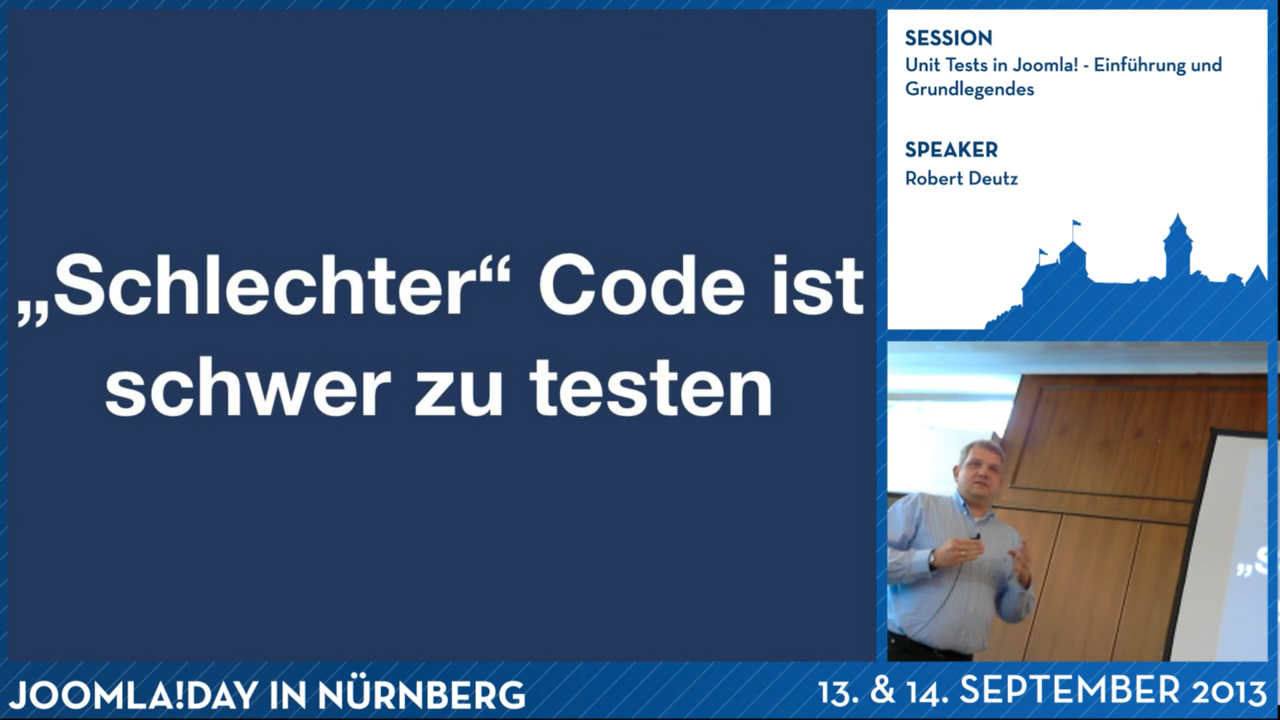 „Schlechter“ Code ist
schwer zu testen
SESSION
Unit Tests in Joomla! - Einführung und
Grundlegendes
SPEAKER
Robert Deutz
„S
JOOMLA!DAY IN NÜRNBERG
13. & 14. SEPTEMBER 2013